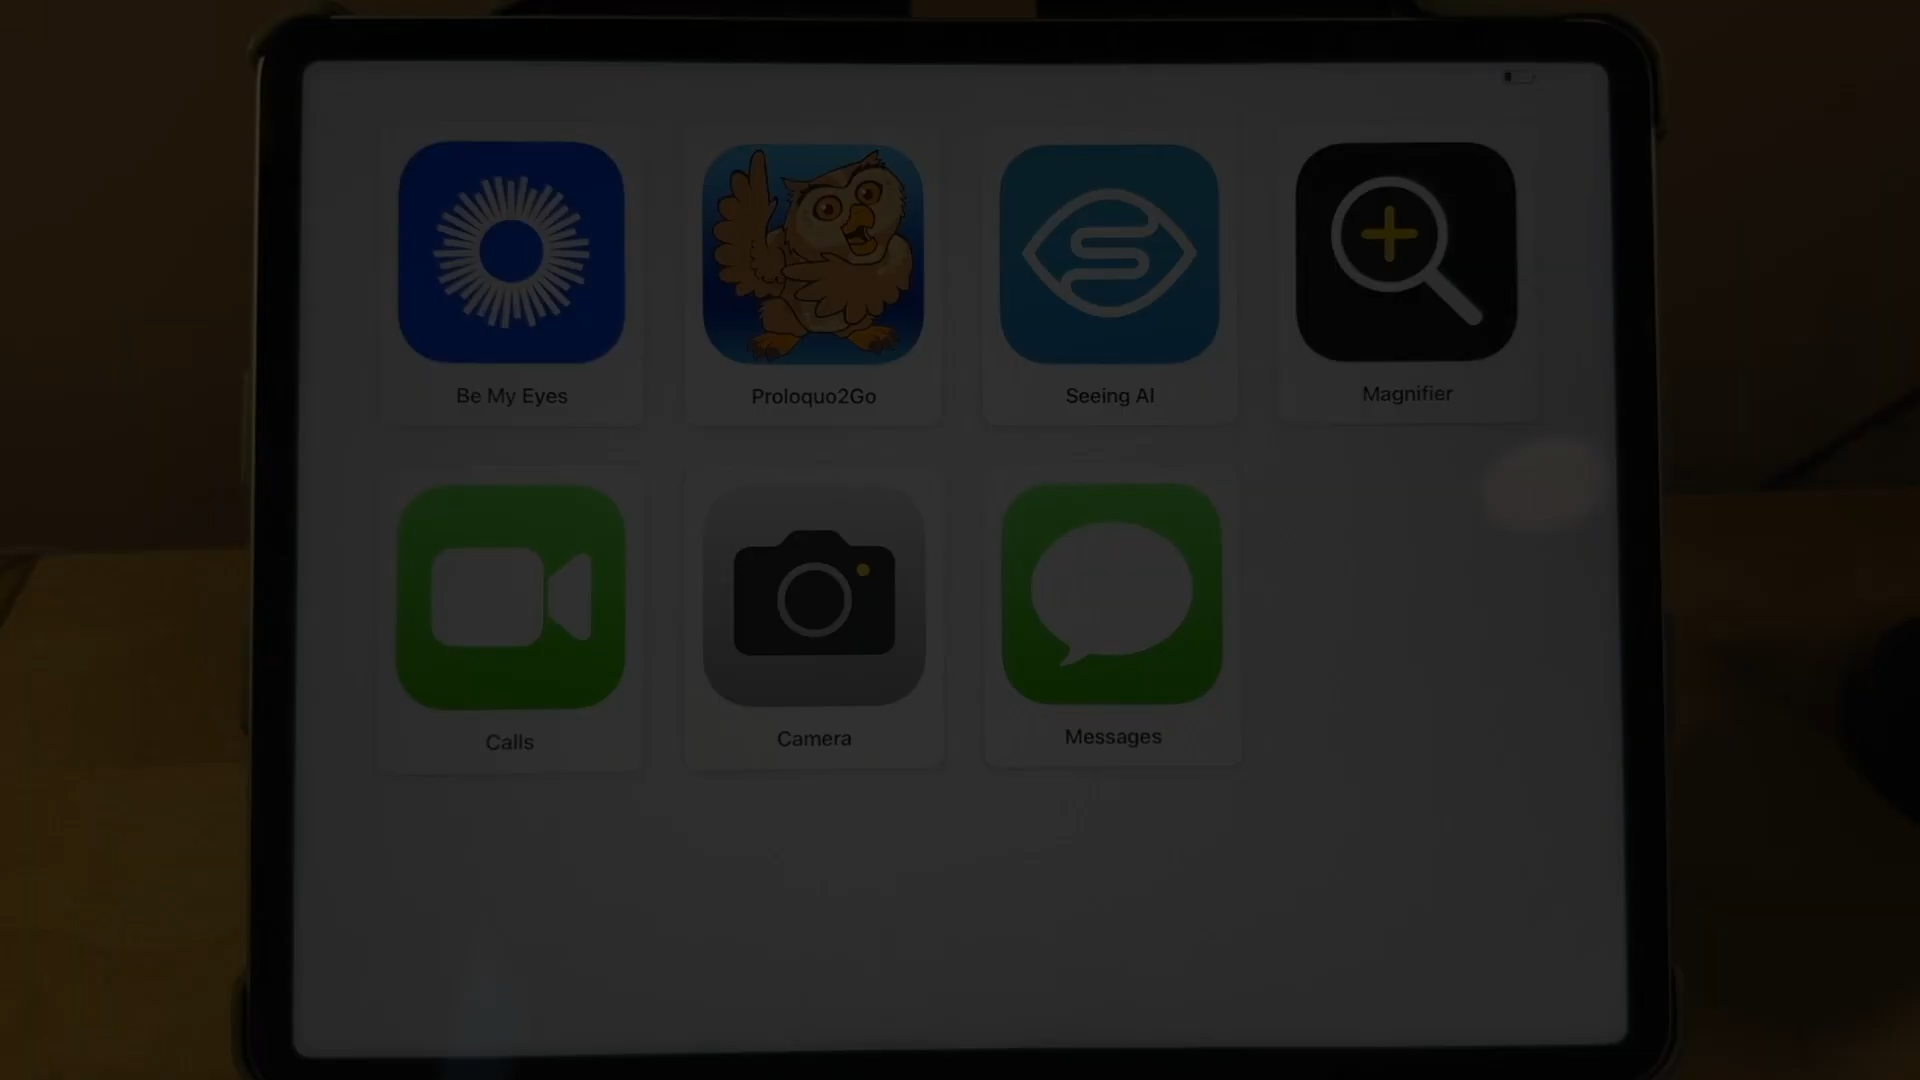 Be My Eyes
Proloquo2Go
Seeing AI
Magnifier
Calls
Camera
Messages